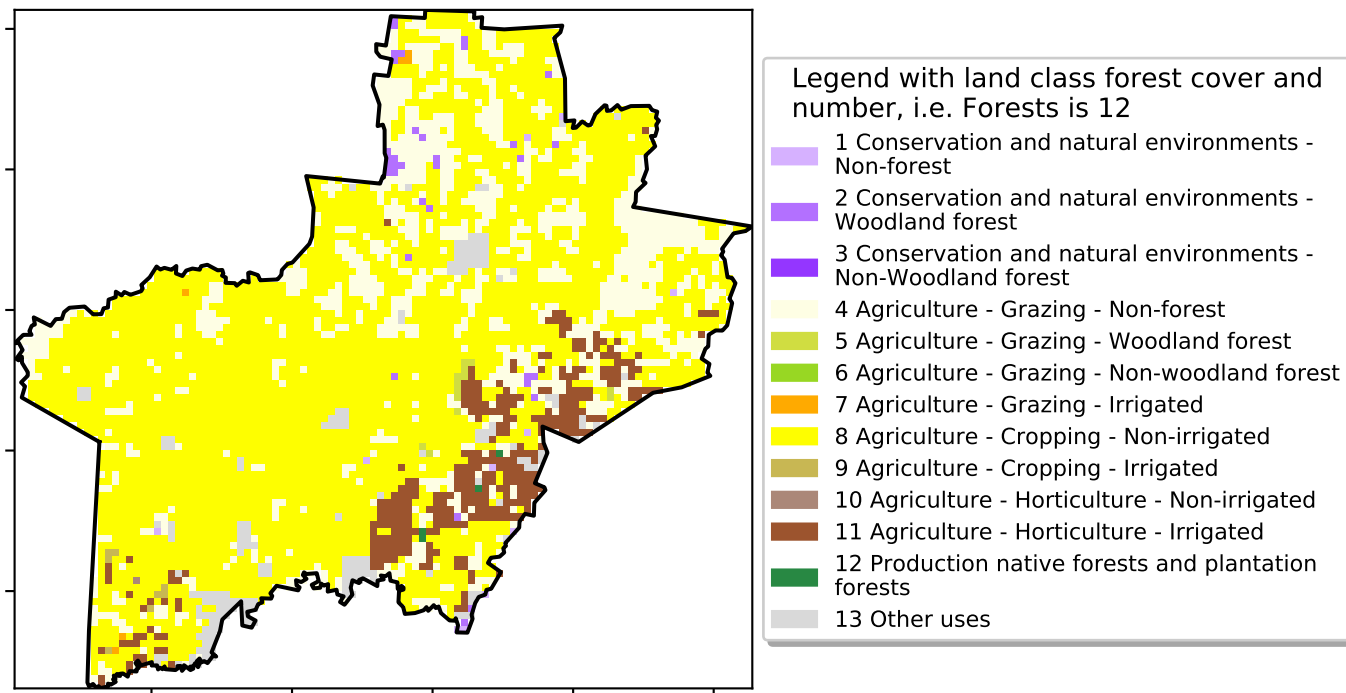 Legend with land class forest cover and
number, i.e. Forests is 12
1 Conservation and natural environments -
Non-forest
2 Conservation and natural environments -
Woodland forest
3 Conservation and natural environments -
Non-Woodland forest
4 Agriculture - Grazing - Non-forest
5 Agriculture - Grazing - Woodland forest
6 Agriculture - Grazing - Non-woodland forest
7 Agriculture - Grazing - Irrigated
8 Agriculture - Cropping - Non-irrigated
9 Agriculture - Cropping - Irrigated
10 Agriculture - Horticulture - Non-irrigated
11 Agriculture - Horticulture - Irrigated
12 Production native forests and plantation
forests
13 Other uses